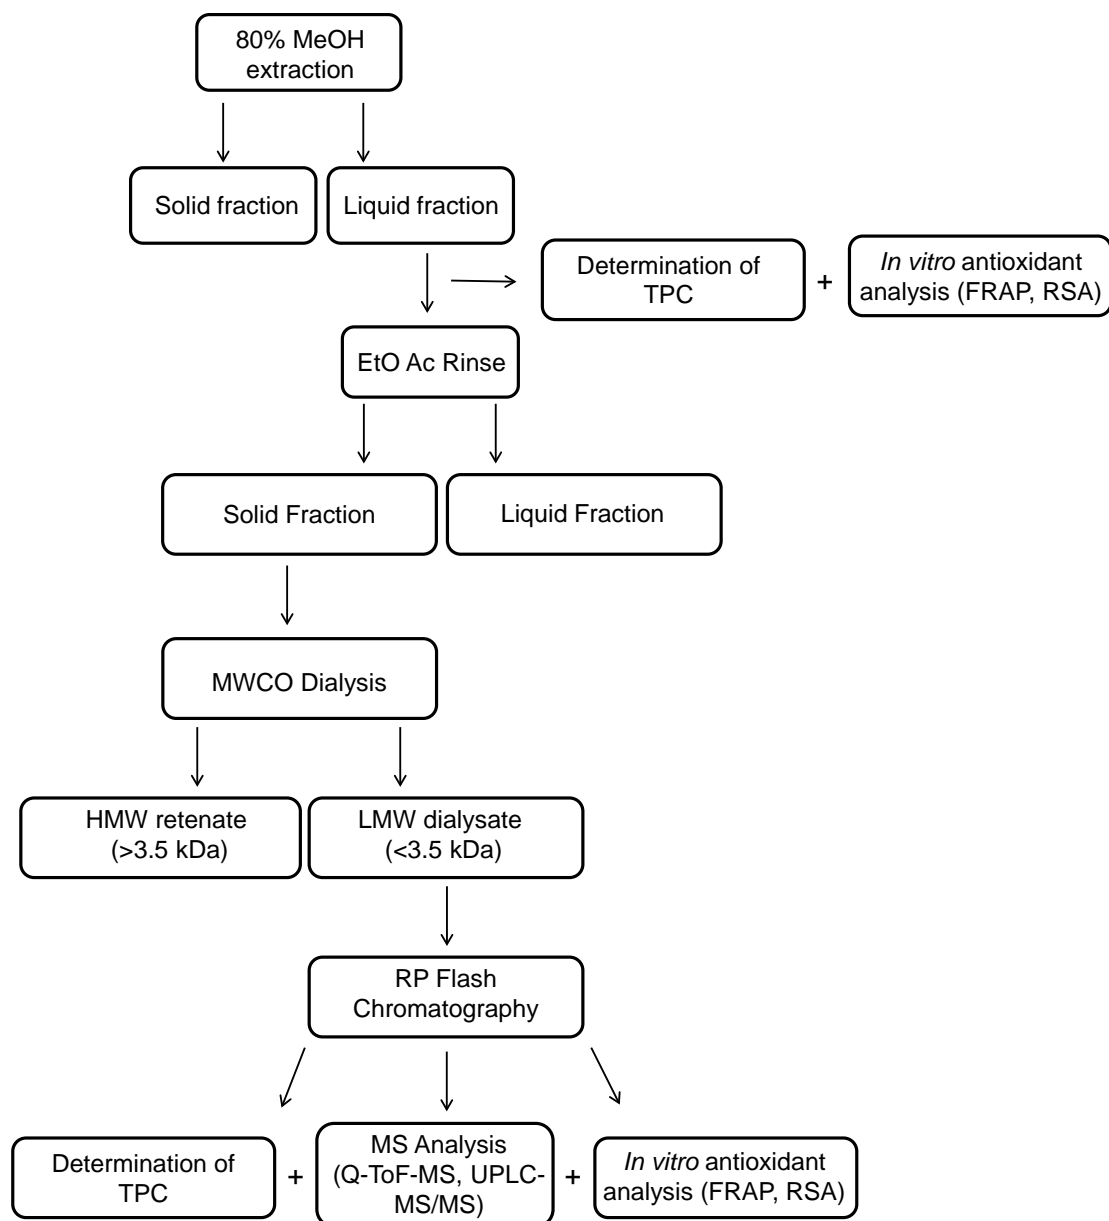 80% MeOH
extraction
Solid fraction
Liquid fraction
Determination of
TPC
+
In vitro antioxidant
analysis (FRAP, RSA)
EtO Ac Rinse
Solid Fraction
Liquid Fraction
MWCO Dialysis
HMW retenate
(>3.5 kDa)
LMW dialysate
(<3.5 kDa)
RP Flash
Chromatography
Determination of
TPC
+
MS Analysis
(Q-ToF-MS, UPLC-
MS/MS)
+
In vitro antioxidant
analysis (FRAP, RSA)